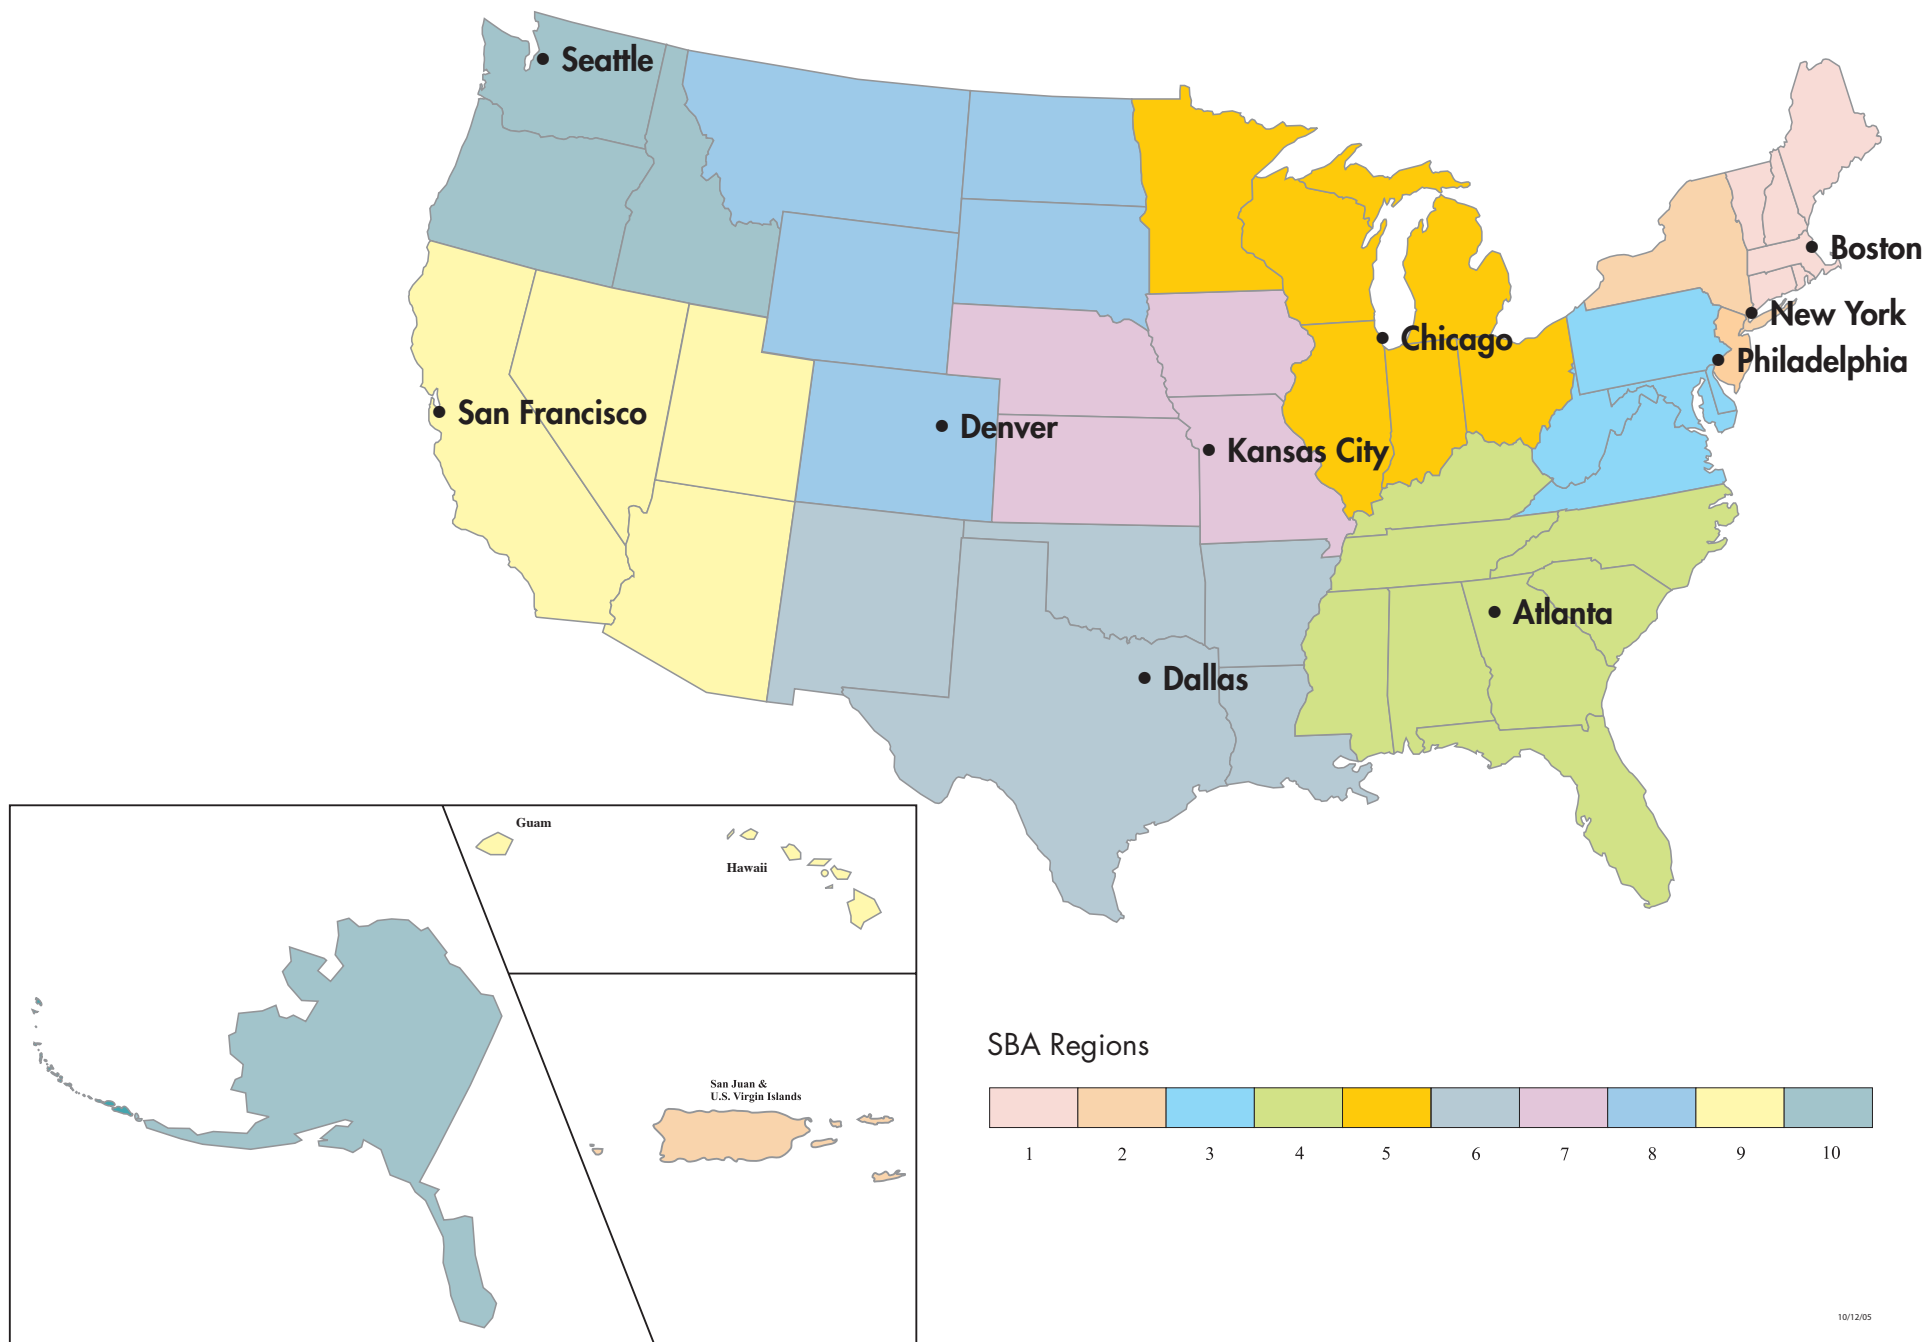 Seattle
Boston
New York
Chicago
Philadelphia
San Francisco
Denver
Kansas City
Atlanta
Dallas
Guam
Hawaii
San Juan &
U.S. Virgin Islands
SBA Regions
1 2 3 4 5 6 7 8 9 10
10/12/05